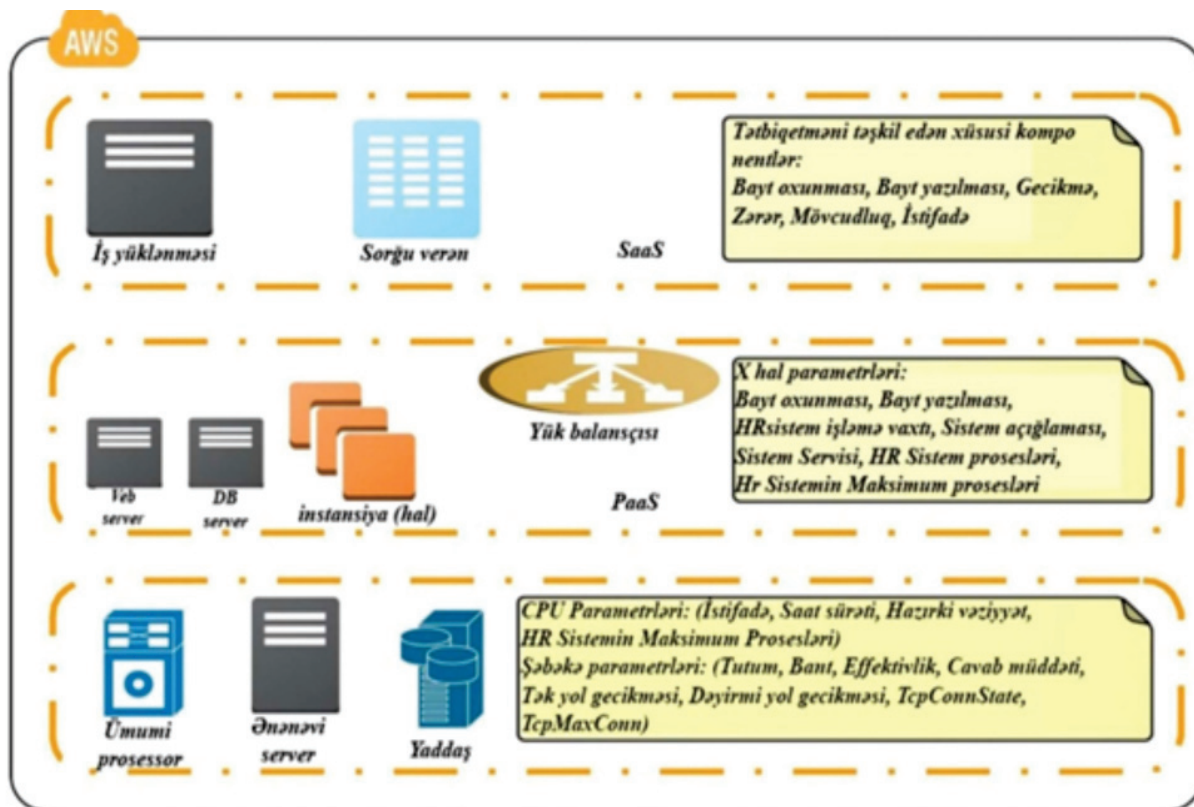 AWS
Tətbiqetməni təşkil edən xüsusi kompo
nentlər:
Bayt oxunması, Bayt yazılması, Gecikmə,
Zərər, Mövcudluq, İstifadə
İş yüklənməsi
Sorğu verən
SaaS
X hal parametrləri:
Bayt oxunması, Bayt yazılması,
HRsistem işləmə vaxtı, Sistem açığlaması,
Sistem Servisi, HR Sistem prosesləri,
Hr Sistemin Maksimum prosesləri
Yük balansçısı
Veb
server
DB
server
instansiya (hal)
PaaS
CPU Parametrləri: (İstifadə, Saat sürəti, Hazırki vəziyyət,
HR Sistemin Maksimum Prosesləri)
Şəbəkə parametrləri: (Tutum, Bant, Effektivlik, Cavab müddəti,
Tək yol gecikməsi, Dəyirmi yol gecikməsi, TcpConnState,
TcpMaxConn)
Ümumi
prosessor
Ənənəvi
server
Yaddaş